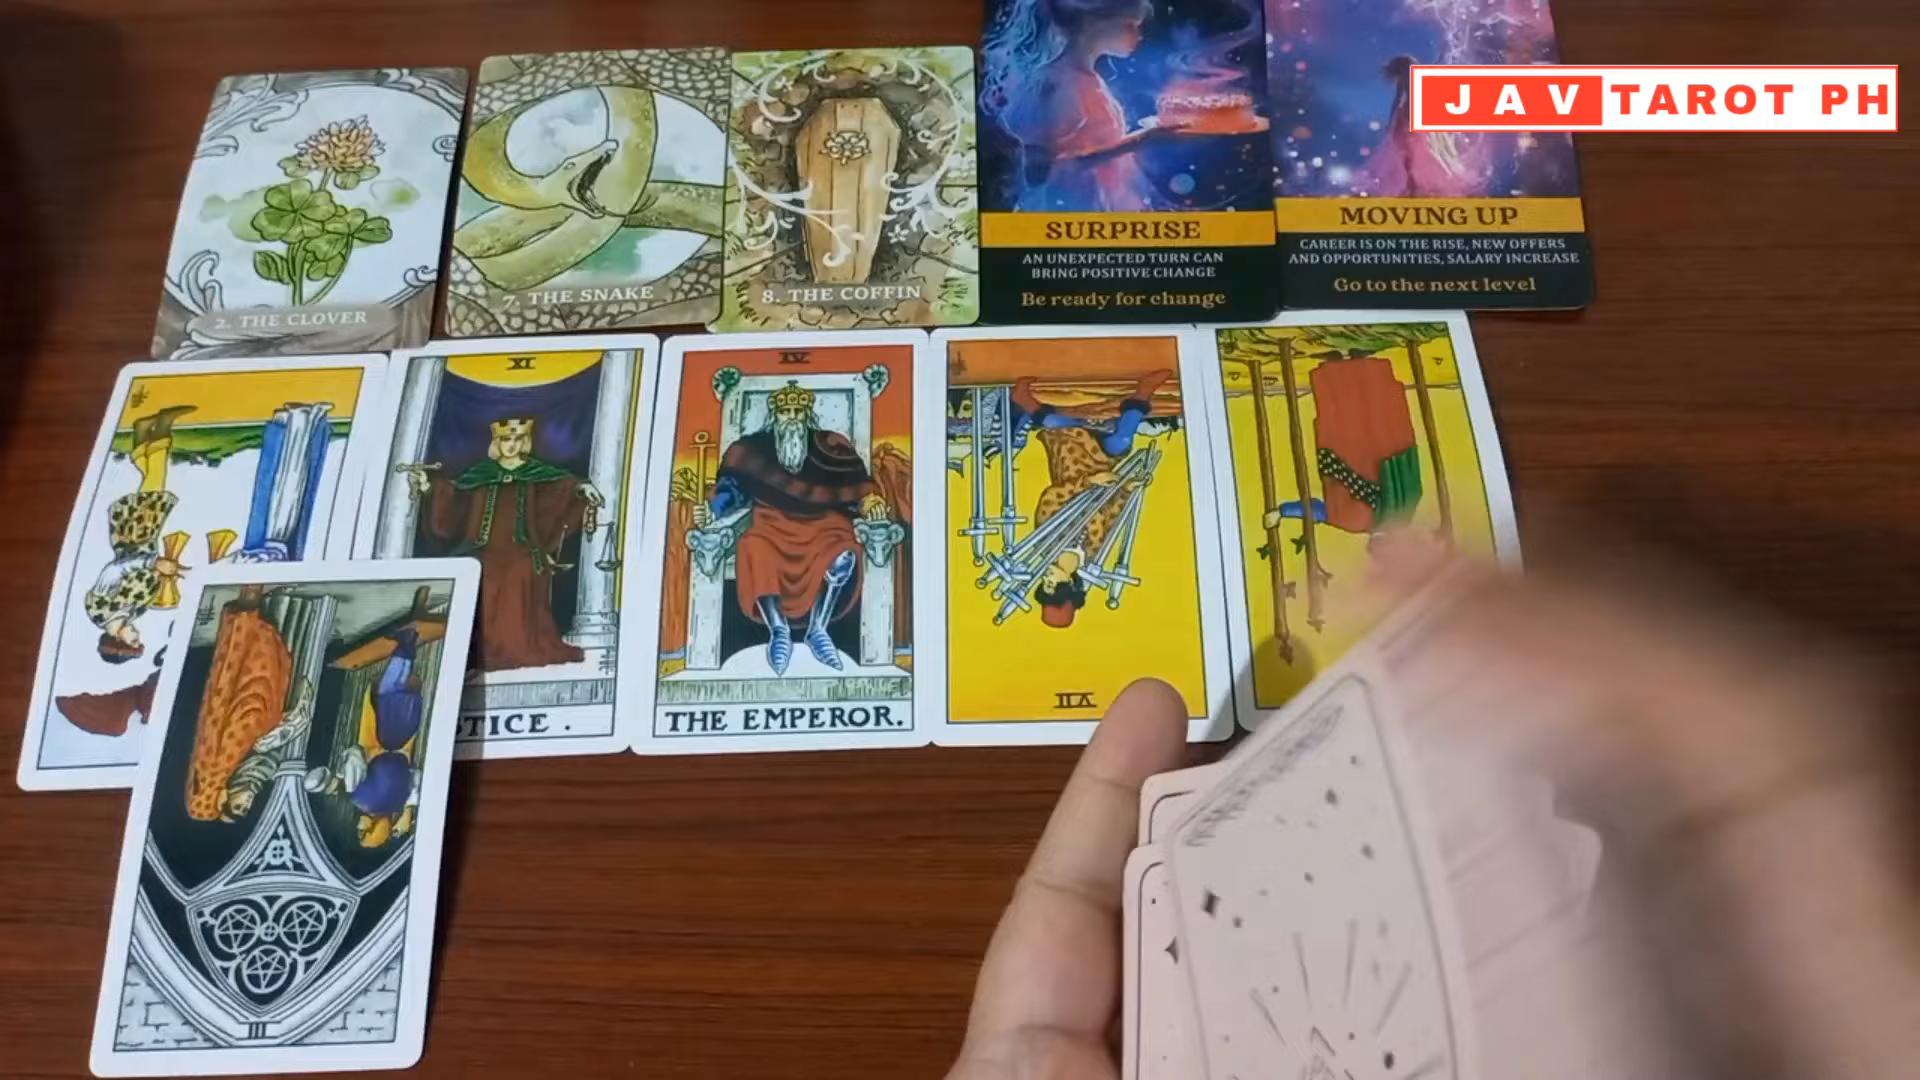 JAV TAROT PH
2. THE CLOVER
7. THE SNAKE
8. THE COFFIN
SURPRISE
AN UNEXPECTED TURN CAN
BRING POSITIVE CHANGE
Be ready for change
MOVING UP
CAREER IS ON THE RISE, NEW OFFERS
AND OPPORTUNITIES, SALARY INCREASE
Go to the next level
XI
STICE.
IV
THE EMPEROR.
VII
III